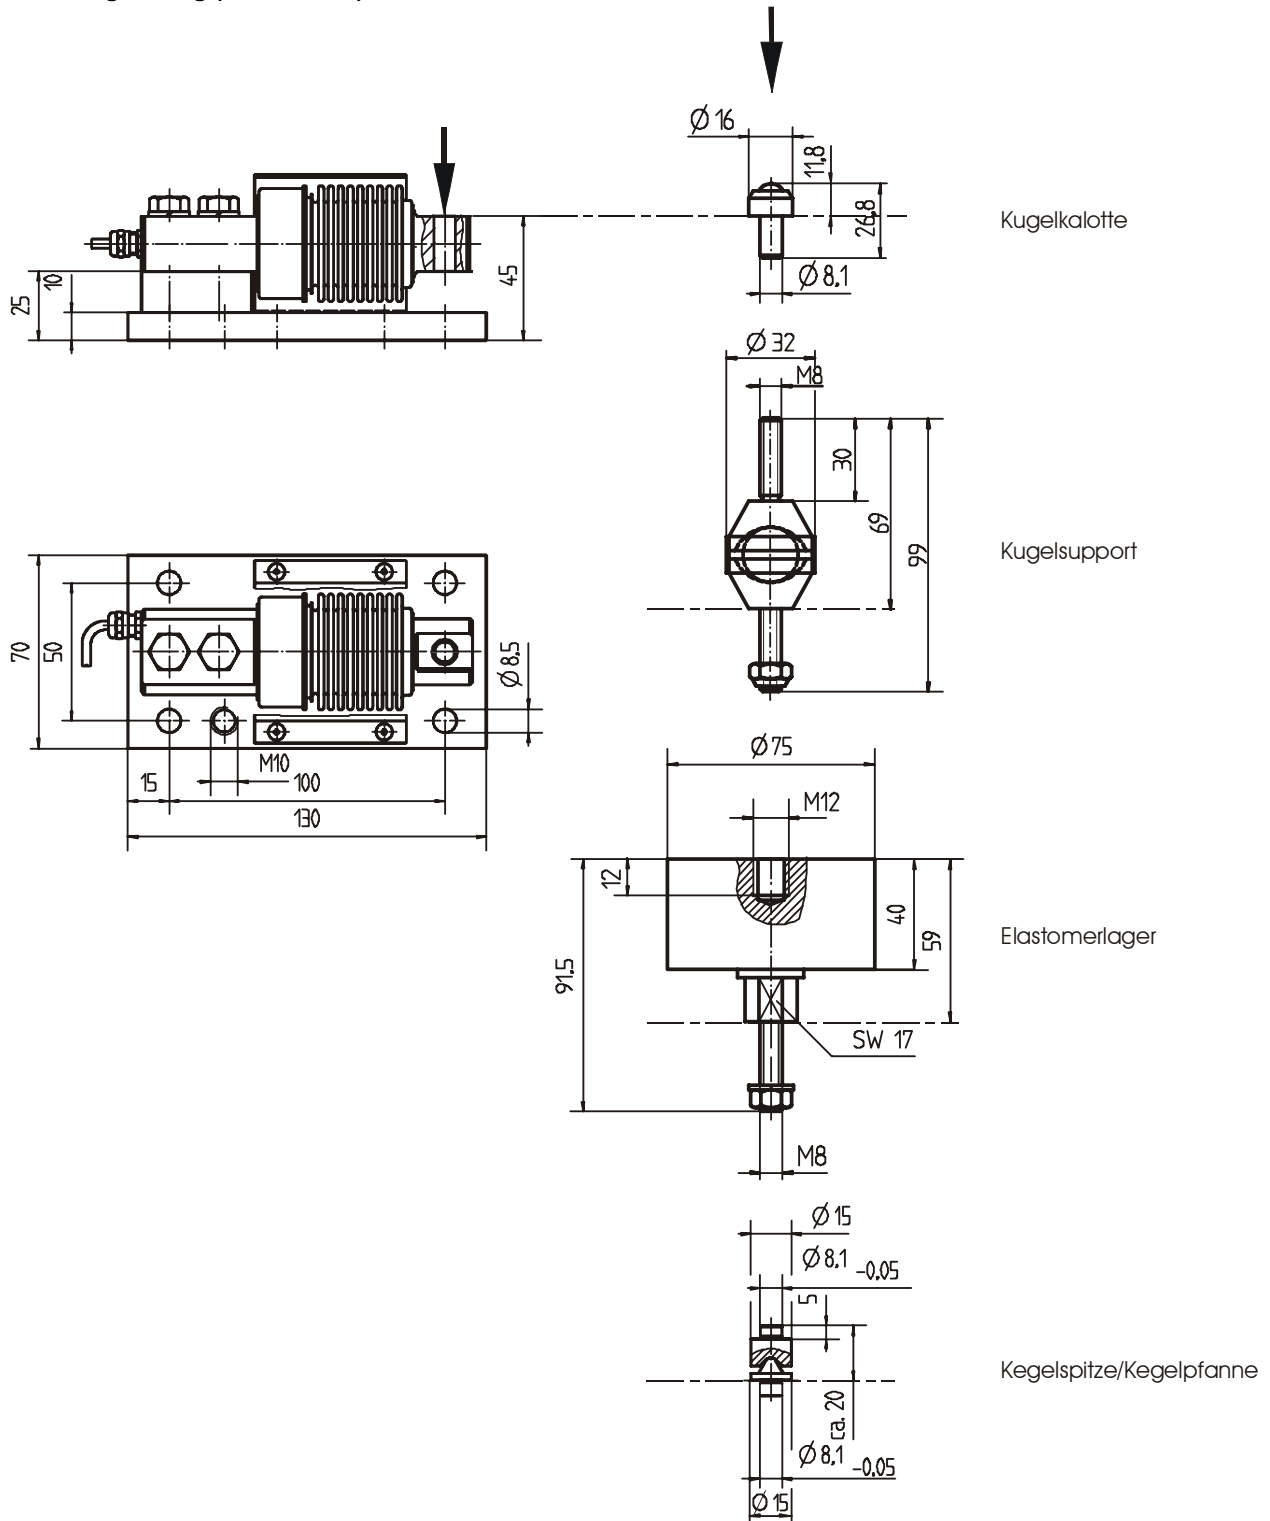 Ø 16
11,8
26,8
Kugelkalotte
Ø 8,1
10
25
45
Ø 32
M8
30
69
99
Kugelsupport
70
50
Ø 8,5
M10
15
100
130
Ø 75
M12
12
40
59
91,5
Elastomerlager
SW 17
M8
Ø 15
Ø 8,1 -0,05
5
Kegelspitze/Kegelpfanne
ca. 20
Ø 8,1 -0,05
Ø 15